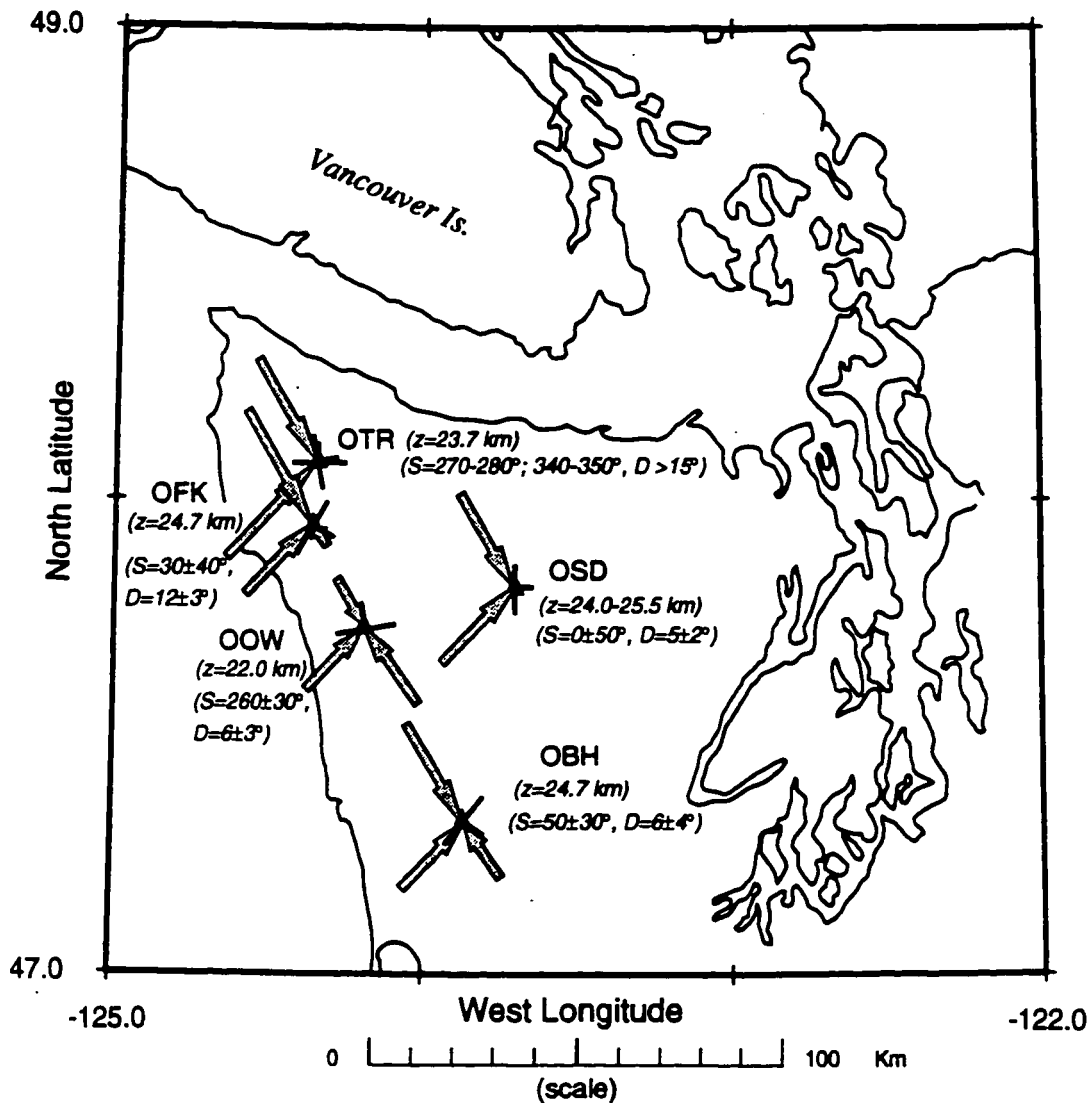 49.0
Vancouver Is.
North Latitude
OTR (z=23.7 km)
(S=270-280°; 340-350°, D >15°)
OFK
(z=24.7 km)
(S=30±40°,
D=12±3°)
OSD
(z=24.0-25.5 km)
(S=0±50°, D=5±2°)
OOW
(z=22.0 km)
(S=260±30°,
D=6±3°)
OBH
(z=24.7 km)
(S=50±30°, D=6±4°)
47.0
-125.0
West Longitude
-122.0
0 100 Km
(scale)